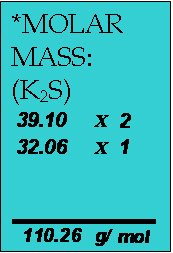 *MOLAR
MASS:
(K₂S)
39.10 X 2
32.06 X 1
110.26 g/ mol